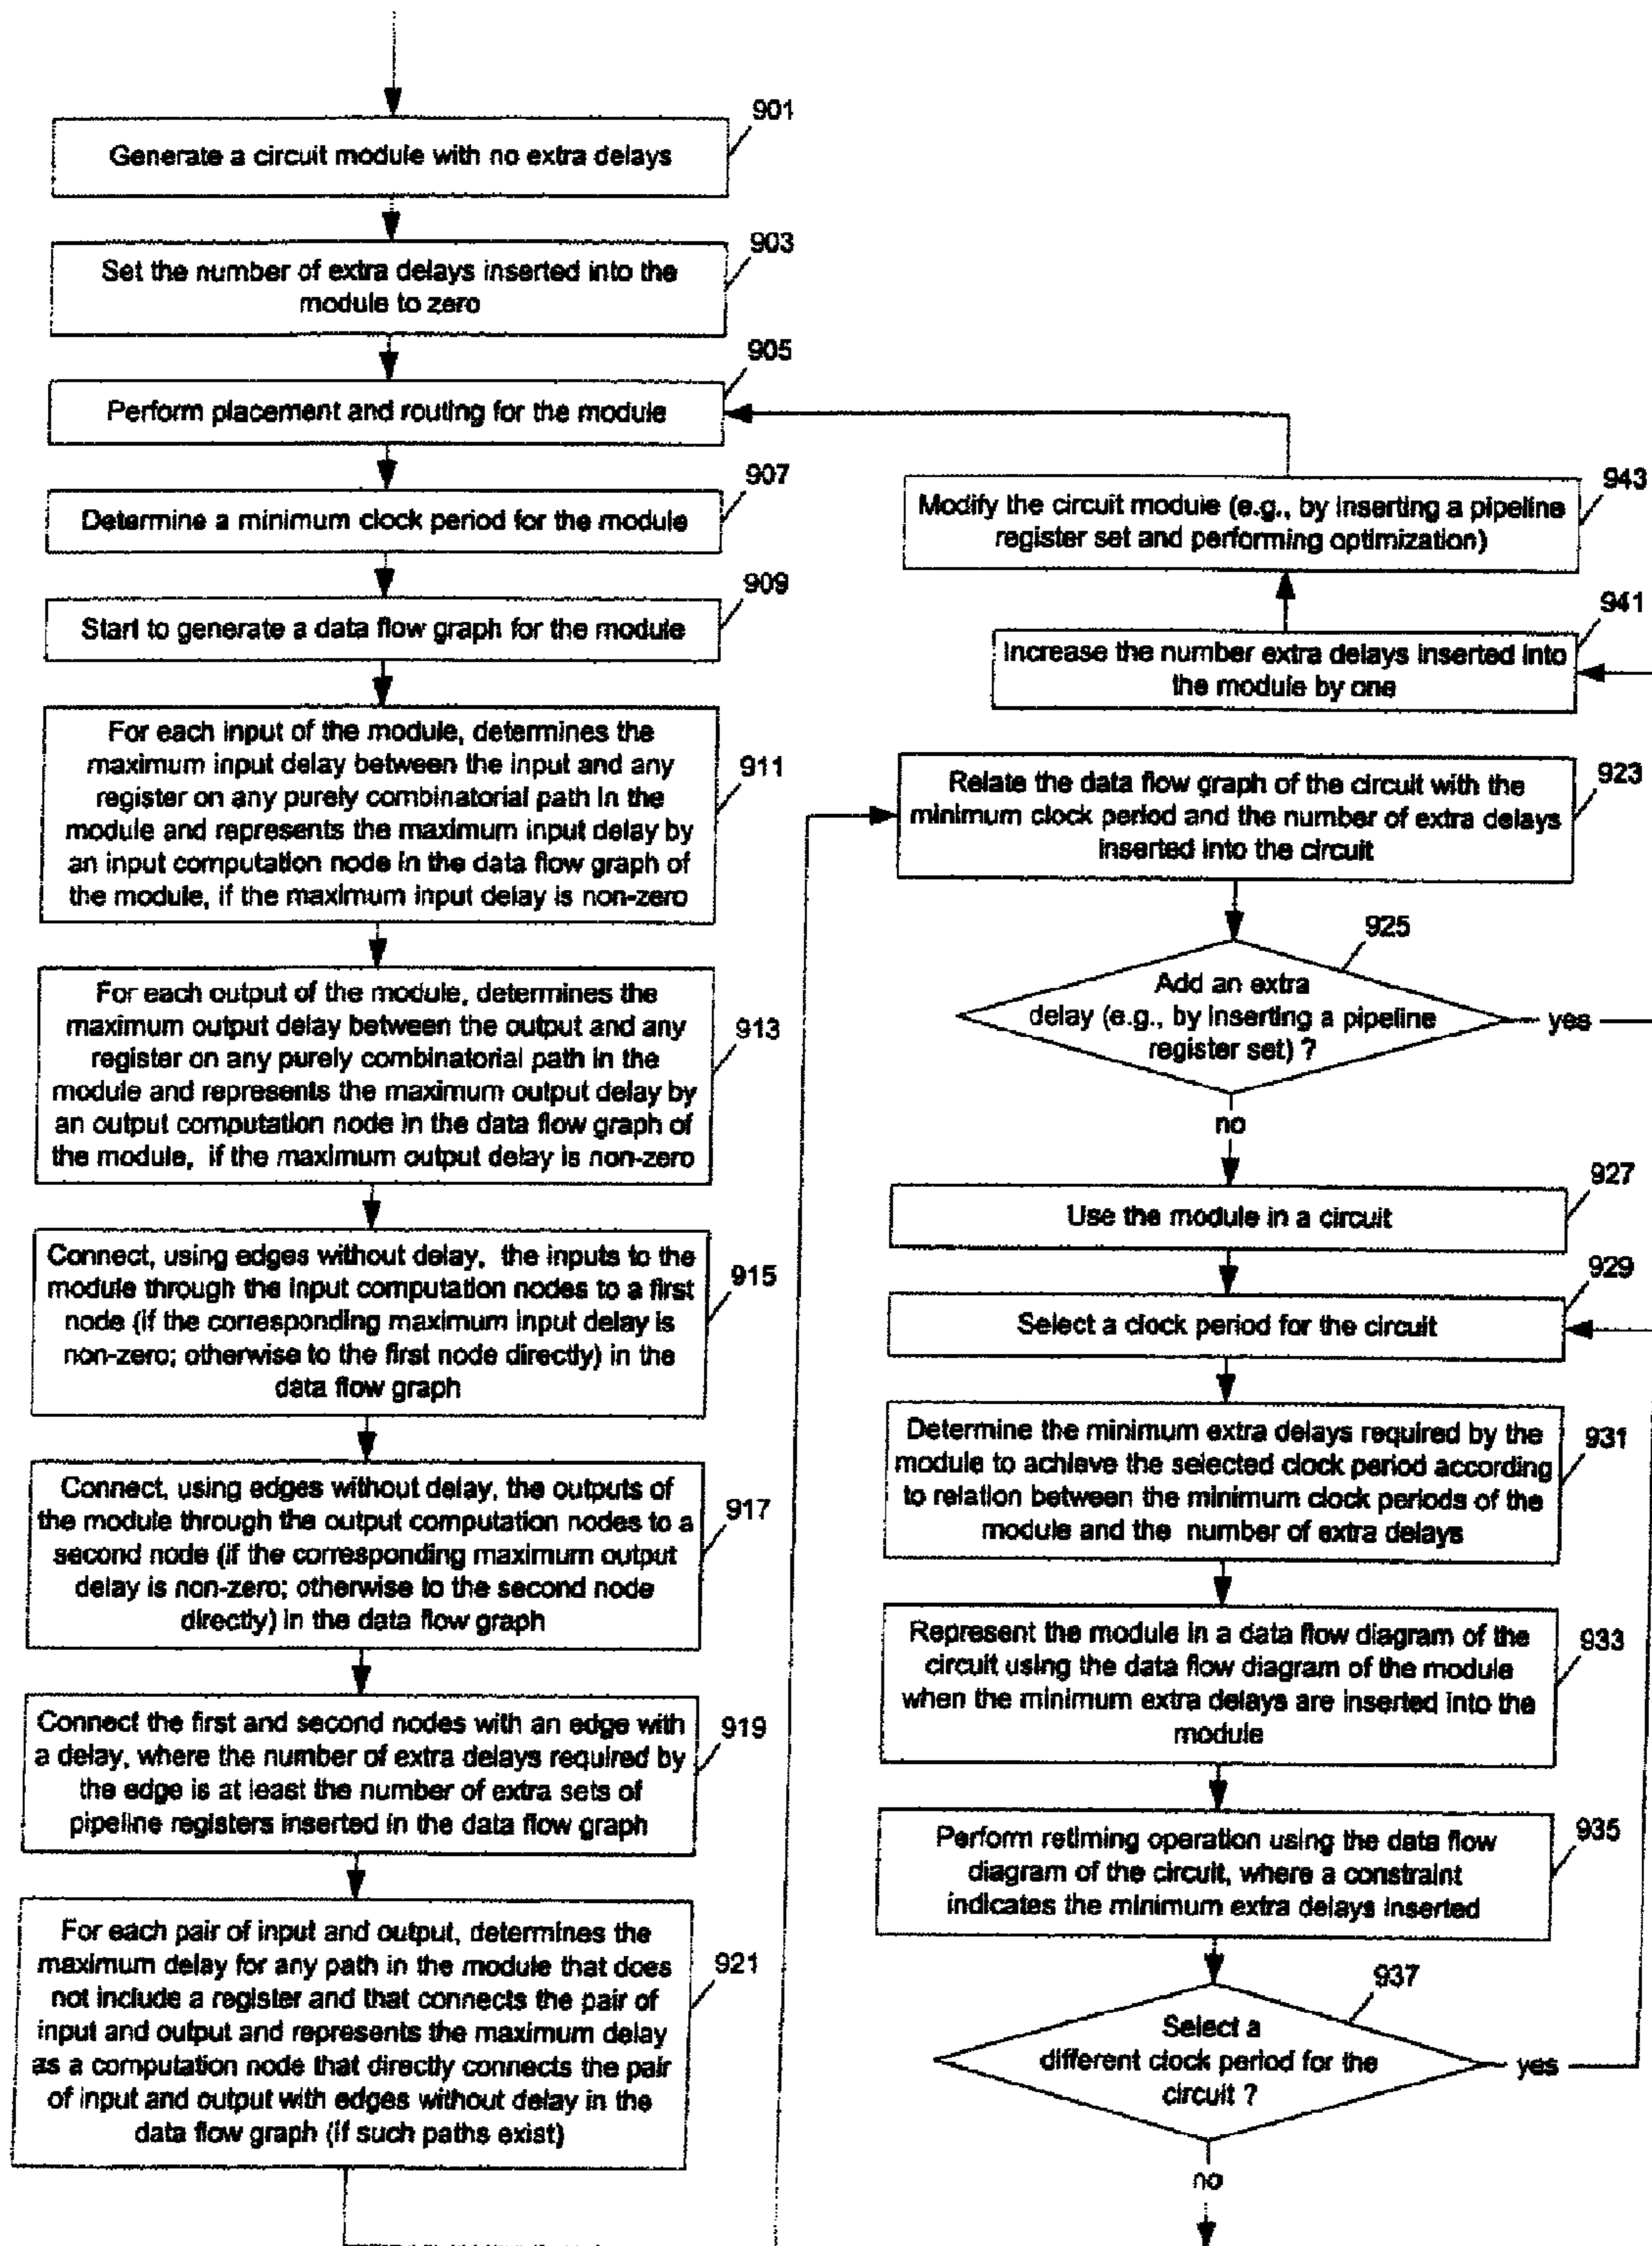 901
Generate a circuit module with no extra delays
903
Set the number of extra delays inserted into the
module to zero
905
Perform placement and routing for the module
907
Determine a minimum clock period for the module
909
Start to generate a data flow graph for the module
911
For each input of the module, determines the
maximum input delay between the input and any
register on any purely combinatorial path in the
module and represents the maximum input delay by
an input computation node in the data flow graph of
the module, if the maximum input delay is non-zero
913
For each output of the module, determines the
maximum output delay between the output and any
register on any purely combinatorial path in the
module and represents the maximum output delay by
an output computation node in the data flow graph of
the module, if the maximum output delay is non-zero
915
Connect, using edges without delay, the inputs to the
module through the input computation nodes to a first
node (if the corresponding maximum input delay is
non-zero; otherwise to the first node directly) in the
data flow graph
917
Connect, using edges without delay, the outputs of
the module through the output computation nodes to a
second node (if the corresponding maximum output
delay is non-zero; otherwise to the second node
directly) in the data flow graph
919
Connect the first and second nodes with an edge with
a delay, where the number of extra delays required by
the edge is at least the number of extra sets of
pipeline registers inserted in the data flow graph
921
For each pair of input and output, determines the
maximum delay for any path in the module that does
not include a register and that connects the pair of
input and output and represents the maximum delay
as a computation node that directly connects the pair
of input and output with edges without delay in the
data flow graph (if such paths exist)
943
Modify the circuit module (e.g., by inserting a pipeline
register set and performing optimization)
941
Increase the number extra delays inserted into
the module by one
923
Relate the data flow graph of the circuit with the
minimum clock period and the number of extra delays
inserted into the circuit
925
Add an extra
delay (e.g., by inserting a pipeline
register set) ?
yes
no
927
Use the module in a circuit
929
Select a clock period for the circuit
931
Determine the minimum extra delays required by the
module to achieve the selected clock period according
to relation between the minimum clock periods of the
module and the number of extra delays
933
Represent the module in a data flow diagram of the
circuit using the data flow diagram of the module
when the minimum extra delays are inserted into the
module
935
Perform retiming operation using the data flow
diagram of the circuit, where a constraint
indicates the minimum extra delays inserted
937
Select a
different clock period for the
circuit ?
yes
no